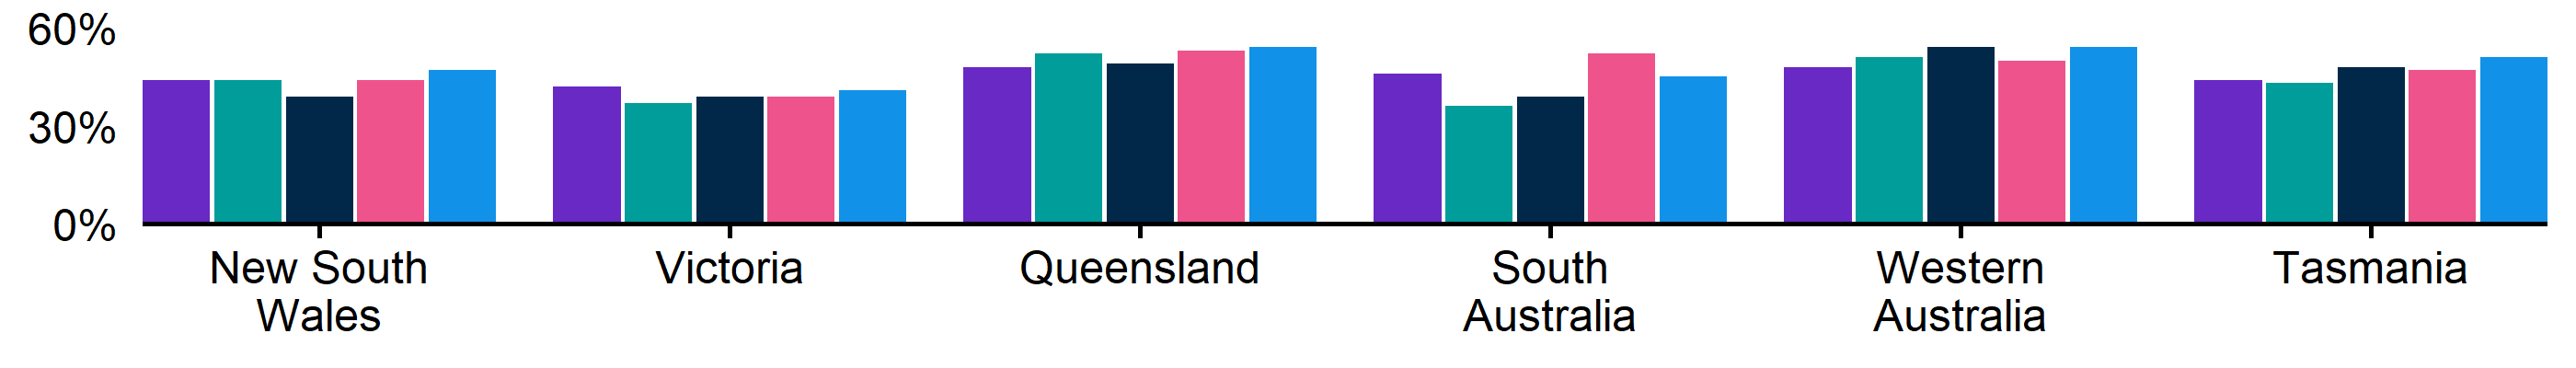 60%
30%
0%
New South
Wales
Victoria
Queensland
South
Australia
Western
Australia
Tasmania